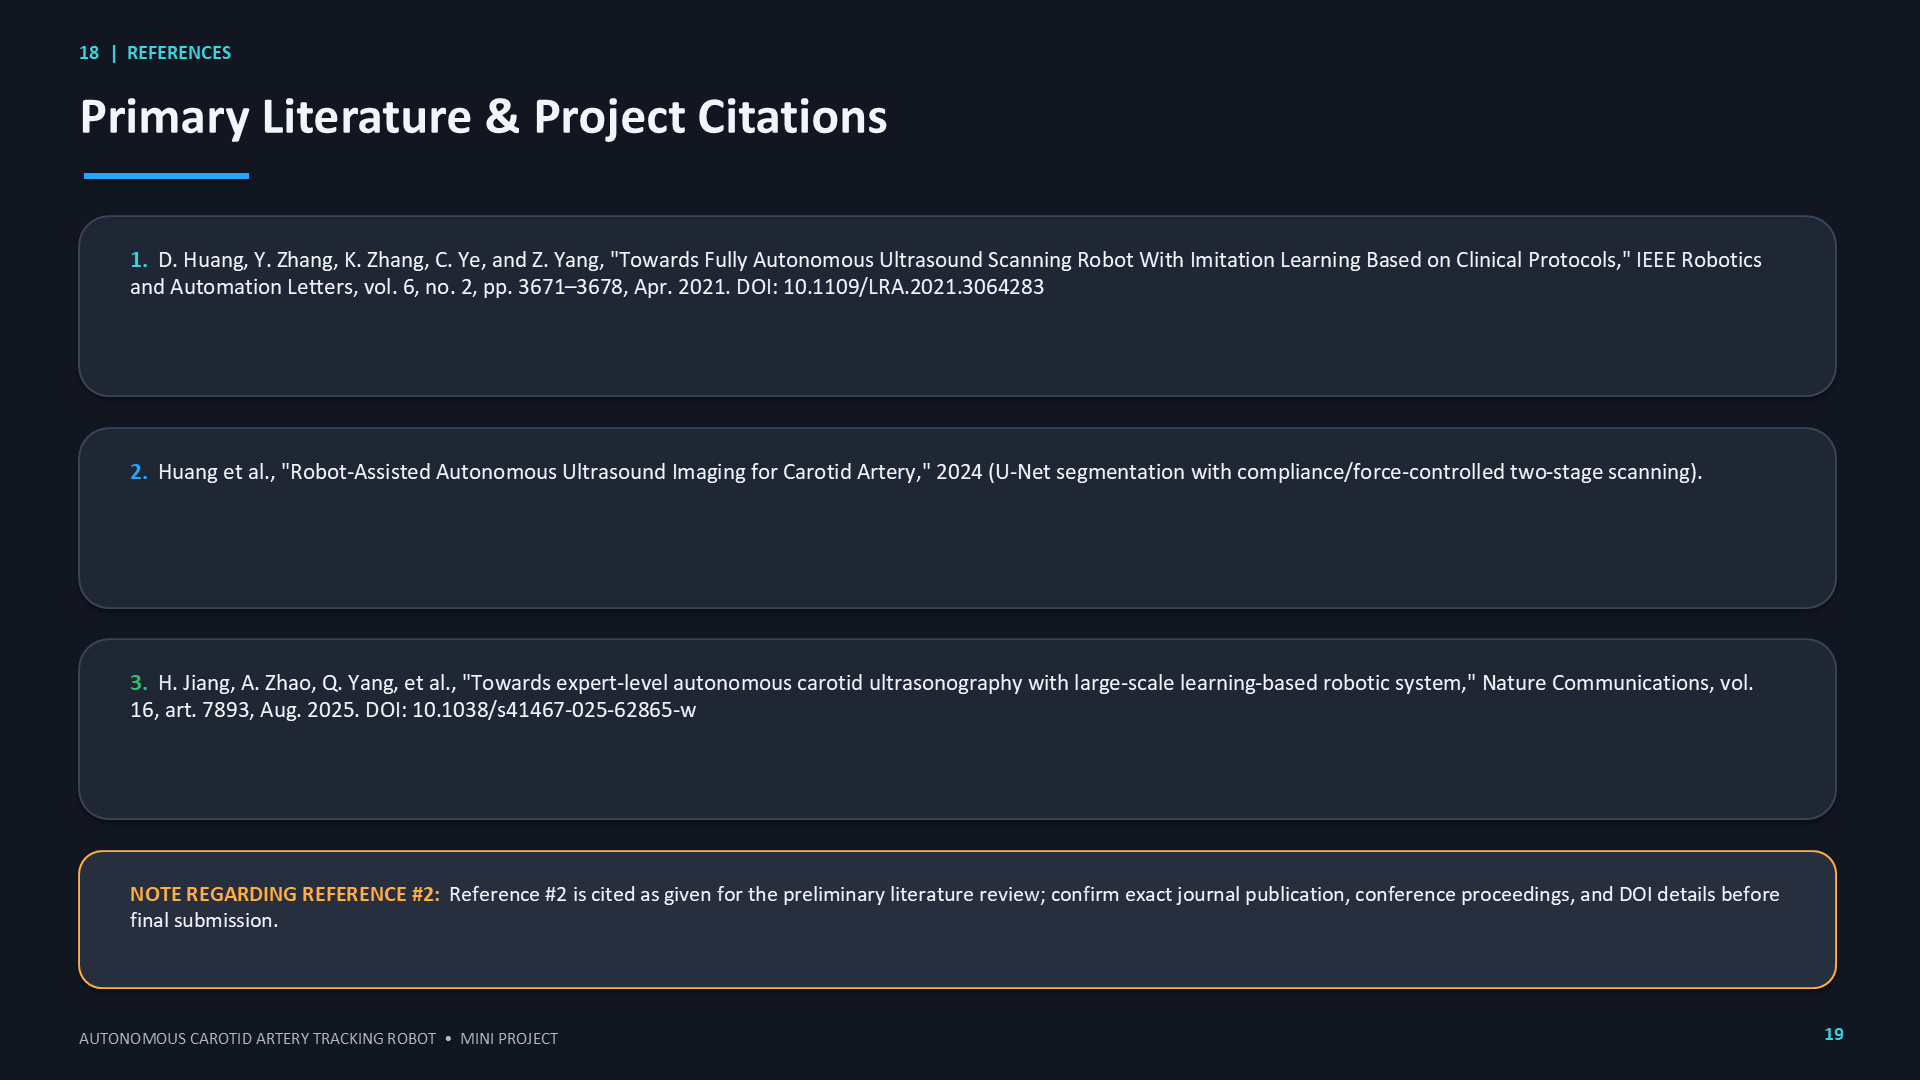 18 | REFERENCES
Primary Literature & Project Citations
1. D. Huang, Y. Zhang, K. Zhang, C. Ye, and Z. Yang, "Towards Fully Autonomous Ultrasound Scanning Robot With Imitation Learning Based on Clinical Protocols," IEEE Robotics
and Automation Letters, vol. 6, no. 2, pp. 3671–3678, Apr. 2021. DOI: 10.1109/LRA.2021.3064283
2. Huang et al., "Robot-Assisted Autonomous Ultrasound Imaging for Carotid Artery," 2024 (U-Net segmentation with compliance/force-controlled two-stage scanning).
3. H. Jiang, A. Zhao, Q. Yang, et al., "Towards expert-level autonomous carotid ultrasonography with large-scale learning-based robotic system," Nature Communications, vol.
16, art. 7893, Aug. 2025. DOI: 10.1038/s41467-025-62865-w
NOTE REGARDING REFERENCE #2: Reference #2 is cited as given for the preliminary literature review; confirm exact journal publication, conference proceedings, and DOI details before
final submission.
AUTONOMOUS CAROTID ARTERY TRACKING ROBOT • MINI PROJECT
19